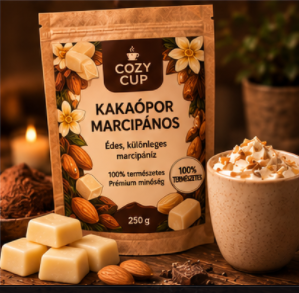 COZY
CUP
KAKAÓPOR
MARCIPÁNOS
Édes, különleges
marcipáníz
100% természetes
Prémium minőség
100%
TERMÉSZETES
250 g